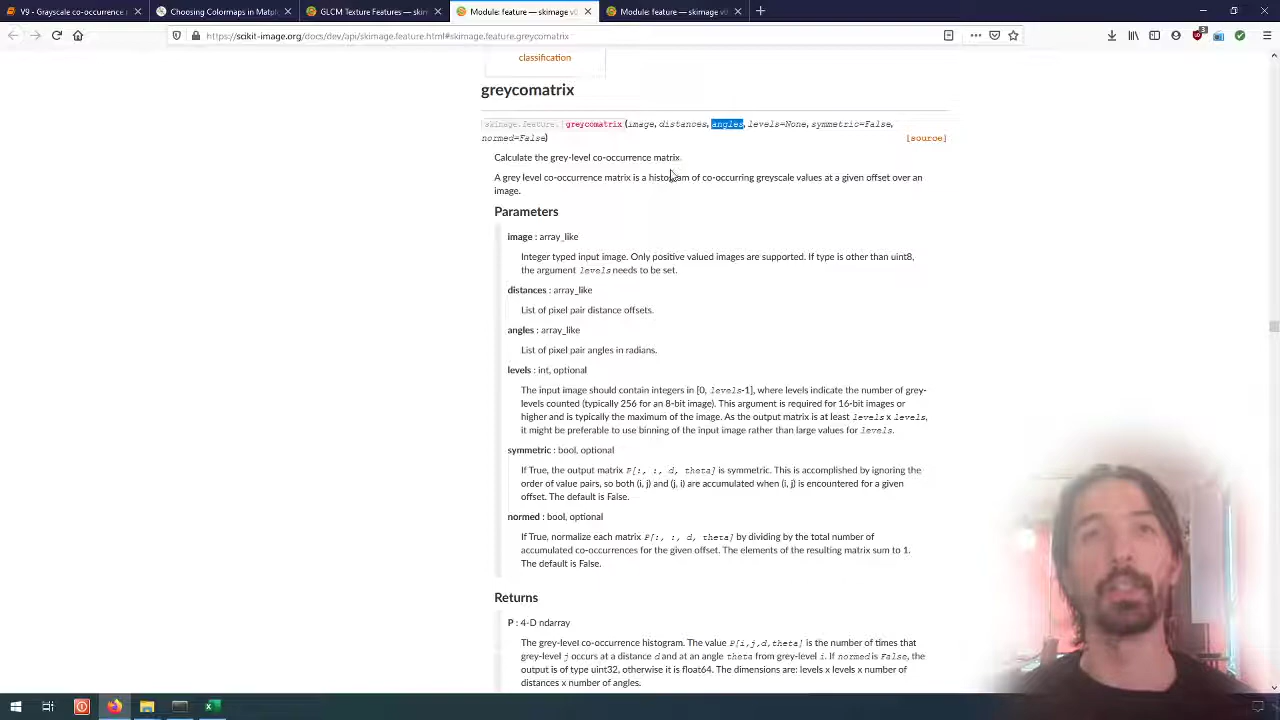 V9 - Grayscale co-occurrence
Choosing Colormaps in Matpl
GLCM Texture Features — skim
Module: feature — skimage v0
Module: feature — skimage v0
https://scikit-image.org/docs/dev/api/skimage.feature.html#skimage.feature.greycomatrix
classification
greycomatrix
skimage.feature.greycomatrix(image, distances, angles, levels=None, symmetric=False,
normed=False)
[source]
Calculate the grey-level co-occurrence matrix.
A grey level co-occurrence matrix is a histogram of co-occurring greyscale values at a given offset over an
image.
Parameters
image : array_like
Integer typed input image. Only positive valued images are supported. If type is other than uint8,
the argument levels needs to be set.
distances : array_like
List of pixel pair distance offsets.
angles : array_like
List of pixel pair angles in radians.
levels : int, optional
The input image should contain integers in [0, levels-1], where levels indicate the number of grey-
levels counted (typically 256 for an 8-bit image). This argument is required for 16-bit images or
higher and is typically the maximum of the image. As the output matrix is at least levels x levels,
it might be preferable to use binning of the input image rather than large values for levels.
symmetric : bool, optional
If True, the output matrix P[:, :, d, theta] is symmetric. This is accomplished by ignoring the
order of value pairs, so both (i, j) and (j, i) are accumulated when (i, j) is encountered for a given
offset. The default is False.
normed : bool, optional
If True, normalize each matrix P[:, :, d, theta] by dividing by the total number of
accumulated co-occurrences for the given offset. The elements of the resulting matrix sum to 1.
The default is False.
Returns
P : 4-D ndarray
The grey-level co-occurrence histogram. The value P[i,j,d,theta] is the number of times that
grey-level j occurs at a distance d and at an angle theta from grey-level i. If normed is False, the
output is of type uint32, otherwise it is float64. The dimensions are: levels x levels x number of
distances x number of angles.